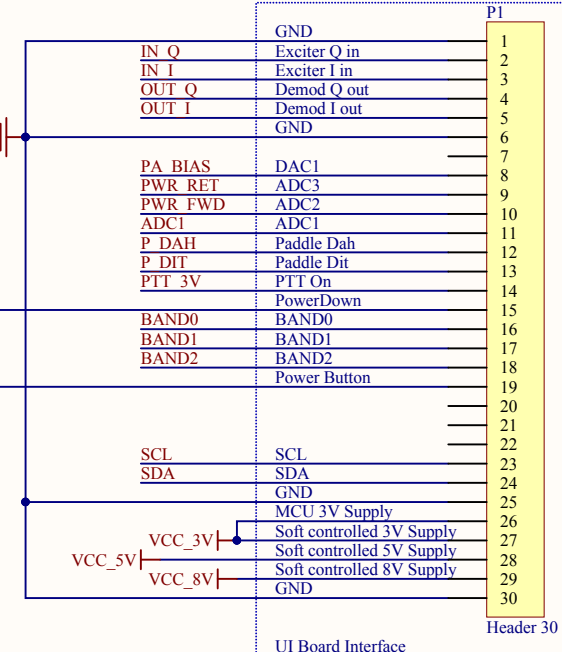 P1
GND 1
IN_Q Exciter Q in 2
IN_I Exciter I in 3
OUT_Q Demod Q out 4
OUT_I Demod I out 5
GND 6
7
PA_BIAS DAC1 8
PWR_RET ADC3 9
PWR_FWD ADC2 10
ADC1 ADC1 11
P_DAH Paddle Dah 12
P_DIT Paddle Dit 13
PTT_3V PTT On 14
PowerDown 15
BAND0 BAND0 16
BAND1 BAND1 17
BAND2 BAND2 18
Power Button 19
20
21
22
SCL SCL 23
SDA SDA 24
GND 25
MCU 3V Supply 26
VCC_3V Soft controlled 3V Supply 27
VCC_5V Soft controlled 5V Supply 28
VCC_8V Soft controlled 8V Supply 29
GND 30
Header 30
UI Board Interface